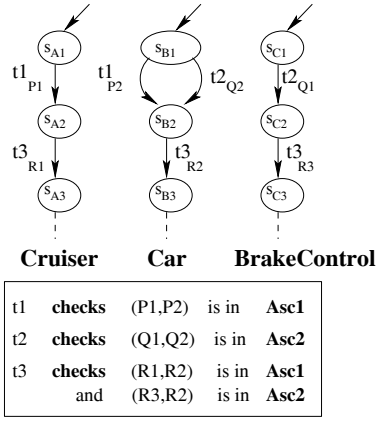 s_A1 s_B1 s_C1
t1_P1 t1_P2 t2_Q2 t2_Q1
s_A2 s_B2 s_C2
t3_R1 t3_R2 t3_R3
s_A3 s_B3 s_C3
Cruiser Car BrakeControl
t1 checks (P1,P2) is in Asc1
t2 checks (Q1,Q2) is in Asc2
t3 checks (R1,R2) is in Asc1
and (R3,R2) is in Asc2